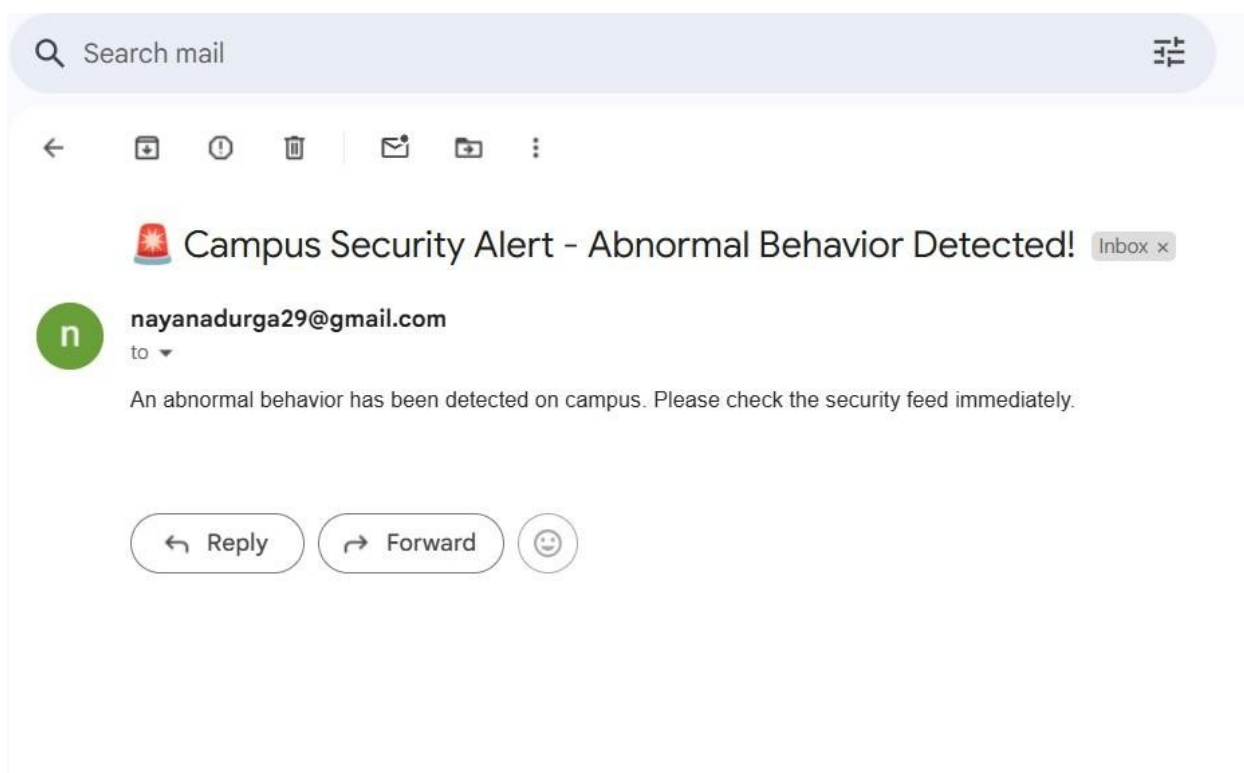 Search mail
🚨 Campus Security Alert - Abnormal Behavior Detected! Inbox ×
n
nayanadurga29@gmail.com
to
An abnormal behavior has been detected on campus. Please check the security feed immediately.
Reply Forward